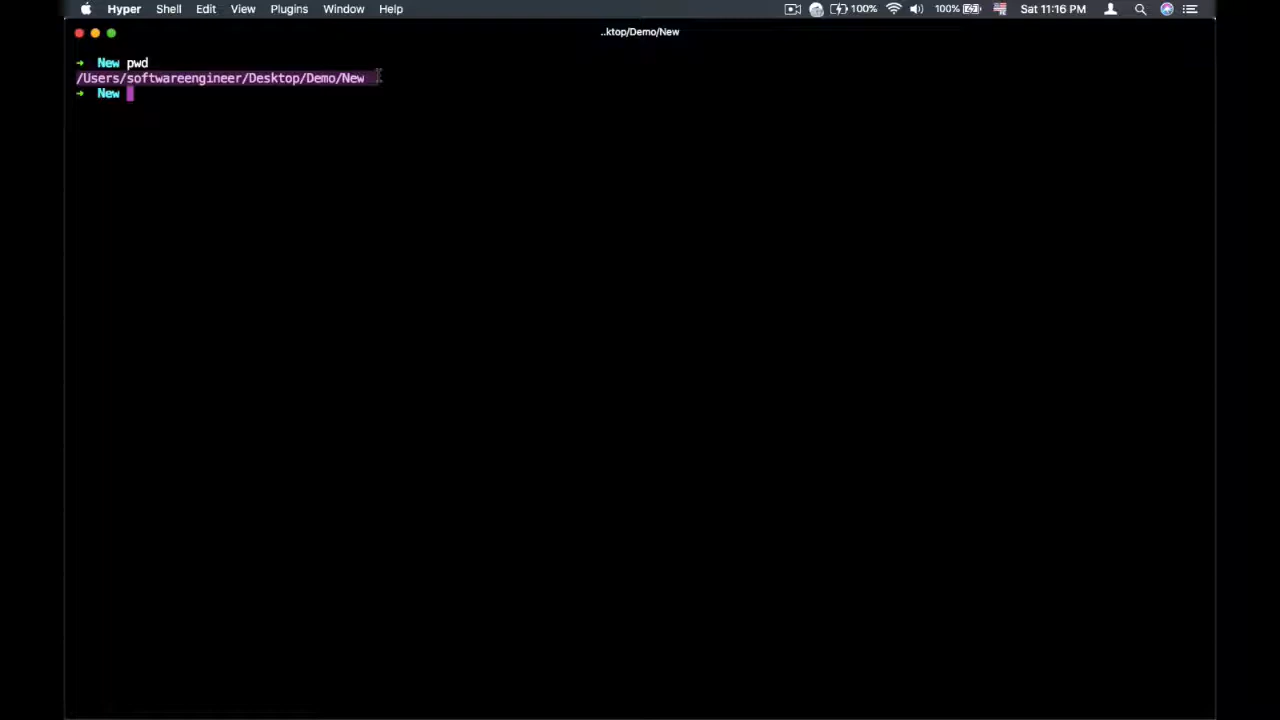 Hyper Shell Edit View Plugins Window Help 100% 100% Sat 11:16 PM
..ktop/Demo/New
➜ New pwd
/Users/softwareengineer/Desktop/Demo/New
➜ New